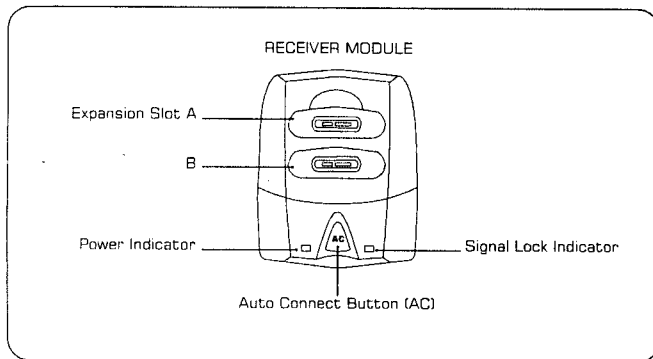 RECEIVER MODULE
Expansion Slot A
B
AC
Power Indicator
Signal Lock Indicator
Auto Connect Button (AC)